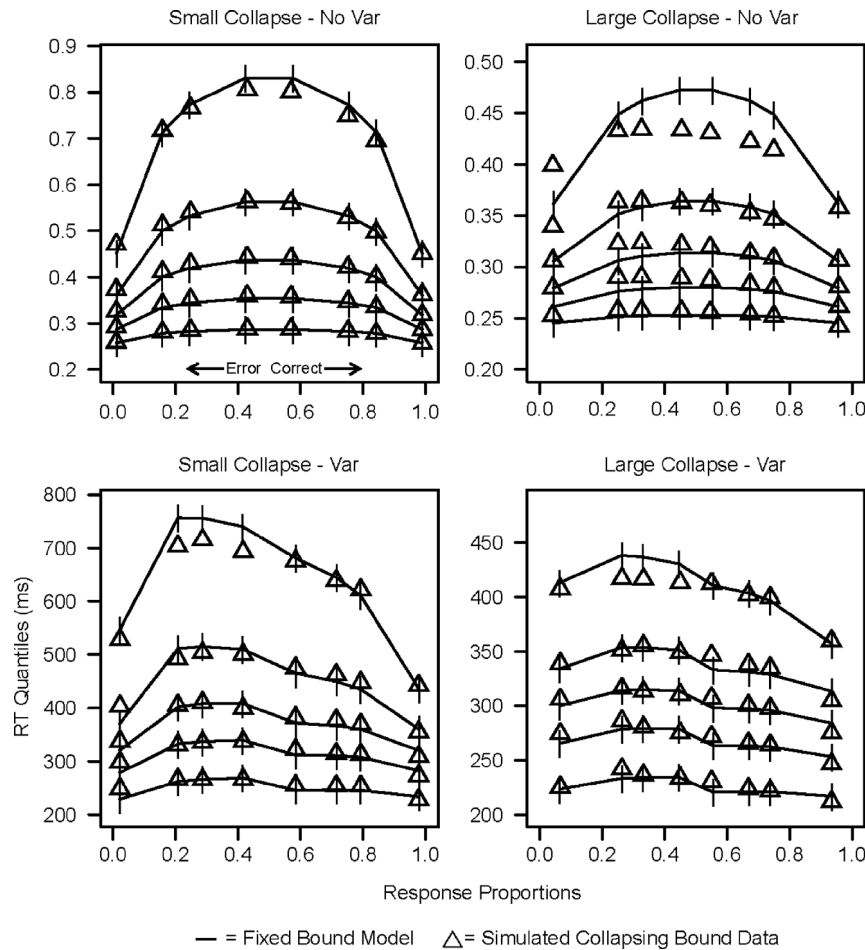 Small Collapse - No Var
Large Collapse - No Var
0.9
0.8
0.7
0.6
0.5
0.4
0.3
0.2
0.50
0.45
0.40
0.35
0.30
0.25
0.20
Error Correct
0.0 0.2 0.4 0.6 0.8 1.0
0.0 0.2 0.4 0.6 0.8 1.0
Small Collapse - Var
Large Collapse - Var
RT Quantiles (ms)
800
700
600
500
400
300
200
450
400
350
300
250
200
0.0 0.2 0.4 0.6 0.8 1.0
0.0 0.2 0.4 0.6 0.8 1.0
Response Proportions
= Fixed Bound Model
= Simulated Collapsing Bound Data